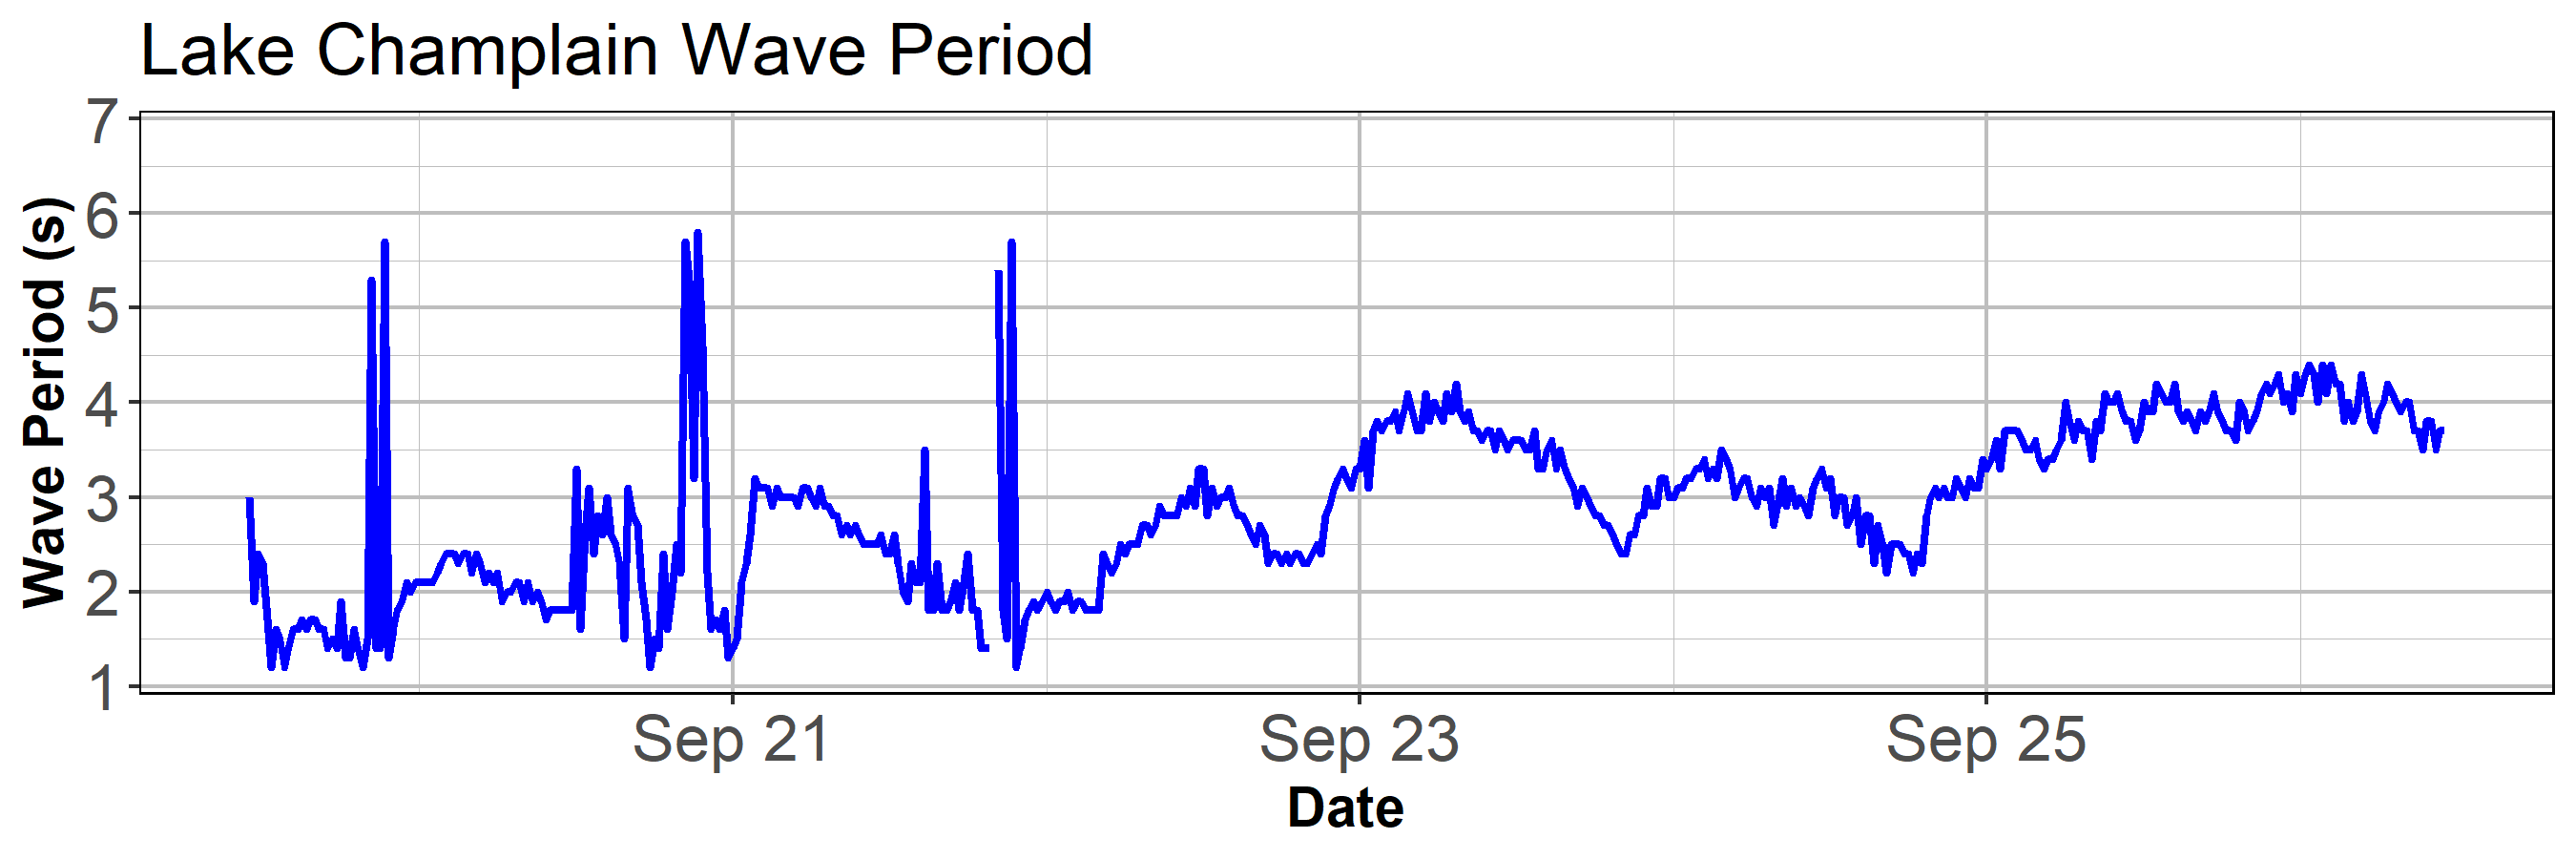 Lake Champlain Wave Period
7
6
5
4
3
2
1
Wave Period (s)
Sep 21
Sep 23
Sep 25
Date